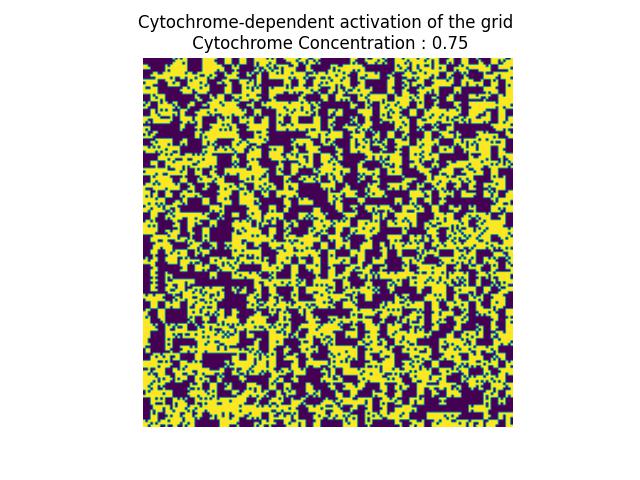 Cytochrome-dependent activation of the grid
Cytochrome Concentration : 0.75